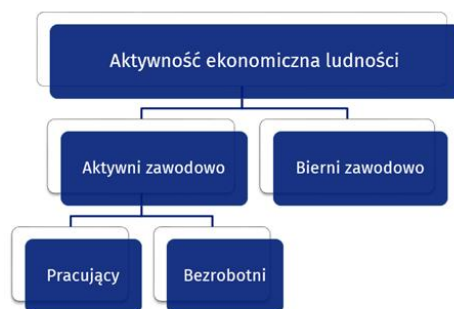 Aktywność ekonomiczna ludności
Aktywni zawodowo
Bierni zawodowo
Pracujący
Bezrobotni